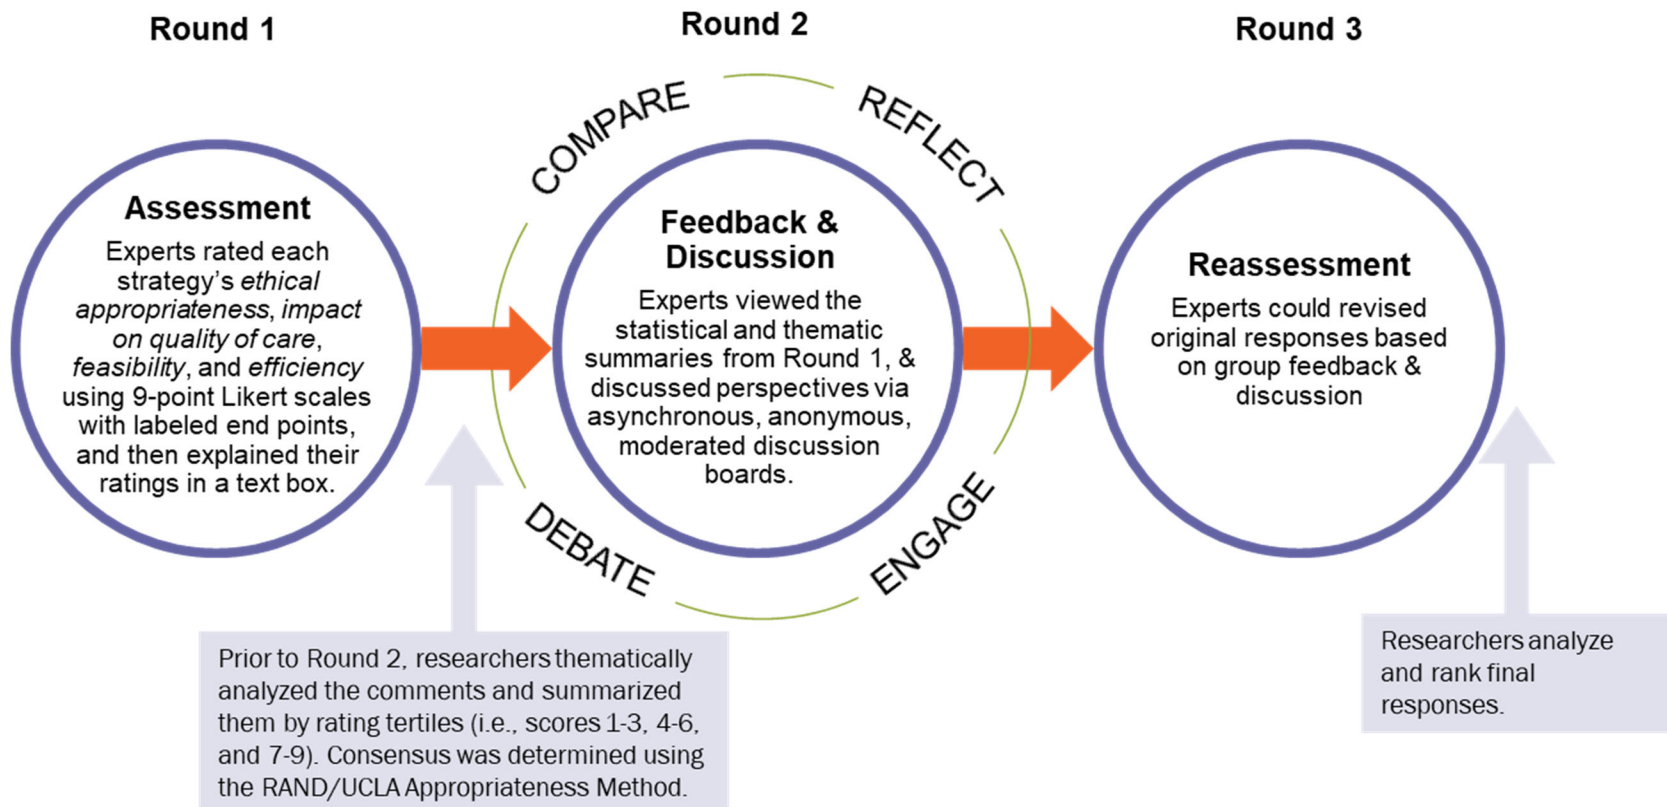 Round 1
Round 2
Round 3
COMPARE
REFLECT
DEBATE
ENGAGE
Assessment
Experts rated each
strategy’s ethical
appropriateness, impact
on quality of care,
feasibility, and efficiency
using 9-point Likert scales
with labeled end points,
and then explained their
ratings in a text box.
Feedback &
Discussion
Experts viewed the
statistical and thematic
summaries from Round 1, &
discussed perspectives via
asynchronous, anonymous,
moderated discussion
boards.
Reassessment
Experts could revised
original responses based
on group feedback &
discussion
Prior to Round 2, researchers thematically
analyzed the comments and summarized
them by rating tertiles (i.e., scores 1-3, 4-6,
and 7-9). Consensus was determined using
the RAND/UCLA Appropriateness Method.
Researchers analyze
and rank final
responses.